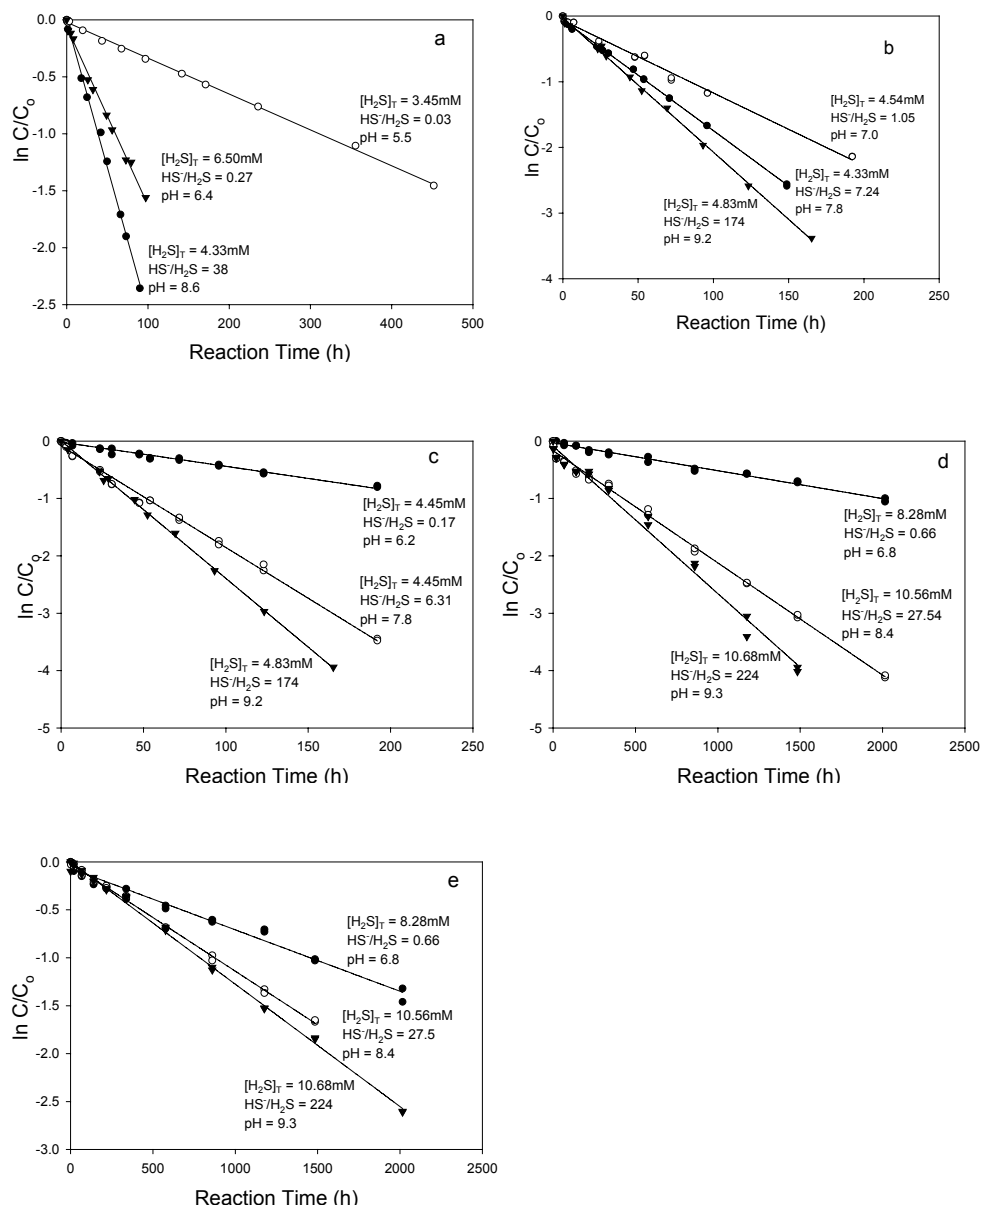 a
ln C/Co
0.0
-0.5
-1.0
-1.5
-2.0
-2.5
0 100 200 300 400 500
Reaction Time (h)
[H2S]T = 3.45mM
HS-/H2S = 0.03
pH = 5.5
[H2S]T = 6.50mM
HS-/H2S = 0.27
pH = 6.4
[H2S]T = 4.33mM
HS-/H2S = 38
pH = 8.6
b
ln C/Co
0
-1
-2
-3
-4
0 50 100 150 200 250
Reaction Time (h)
[H2S]T = 4.54mM
HS-/H2S = 1.05
pH = 7.0
[H2S]T = 4.33mM
HS-/H2S = 7.24
pH = 7.8
[H2S]T = 4.83mM
HS-/H2S = 174
pH = 9.2
c
ln C/Co
0
-1
-2
-3
-4
-5
0 50 100 150 200 250
Reaction Time (h)
[H2S]T = 4.45mM
HS-/H2S = 0.17
pH = 6.2
[H2S]T = 4.45mM
HS-/H2S = 6.31
pH = 7.8
[H2S]T = 4.83mM
HS-/H2S = 174
pH = 9.2
d
ln C/Co
0
-1
-2
-3
-4
-5
0 500 1000 1500 2000 2500
Reaction Time (h)
[H2S]T = 8.28mM
HS-/H2S = 0.66
pH = 6.8
[H2S]T = 10.56mM
HS-/H2S = 27.54
pH = 8.4
[H2S]T = 10.68mM
HS-/H2S = 224
pH = 9.3
e
ln C/Co
0.0
-0.5
-1.0
-1.5
-2.0
-2.5
-3.0
0 500 1000 1500 2000 2500
Reaction Time (h)
[H2S]T = 8.28mM
HS-/H2S = 0.66
pH = 6.8
[H2S]T = 10.56mM
HS-/H2S = 27.5
pH = 8.4
[H2S]T = 10.68mM
HS-/H2S = 224
pH = 9.3